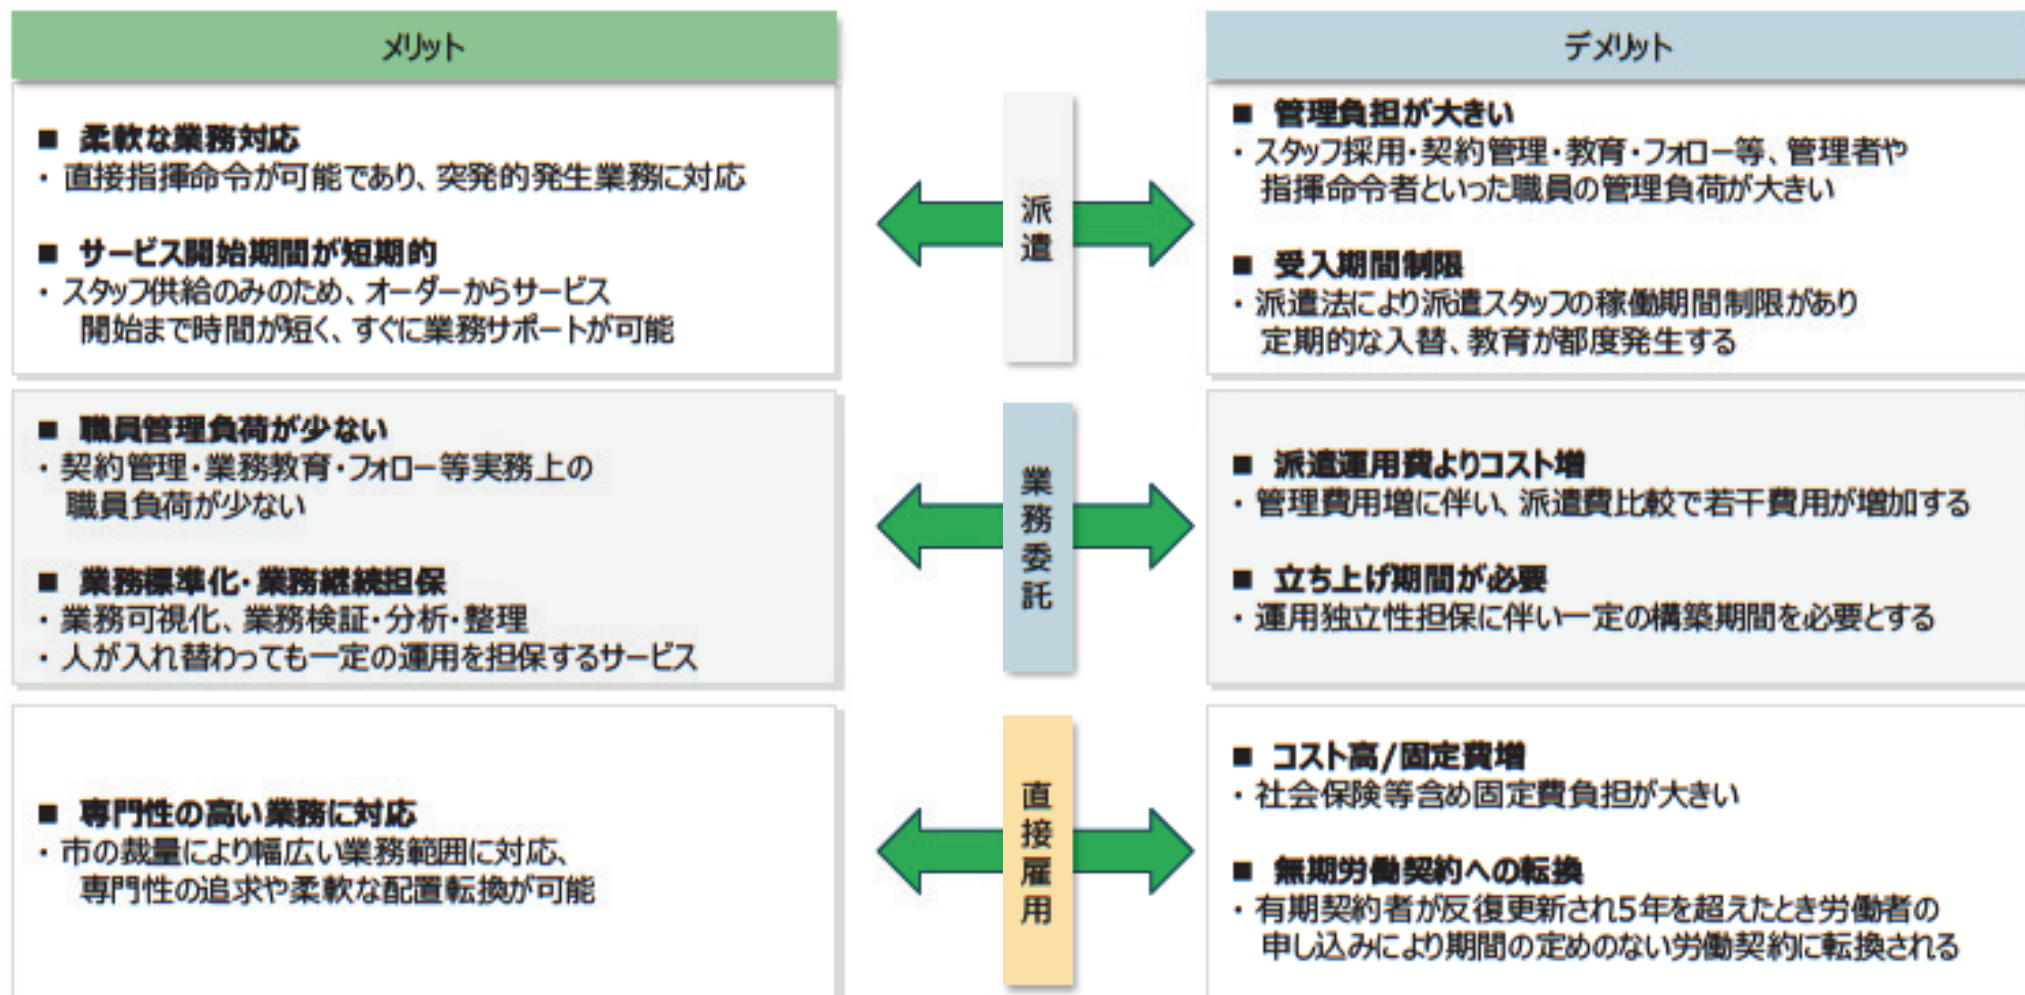 メリット
デメリット
■ 柔軟な業務対応
・ 直接指揮命令が可能であり、突発的発生業務に対応
■ サービス開始期間が短期的
・ スタッフ供給のみのため、オーダーからサービス
開始まで時間が短く、すぐに業務サポートが可能
派遣
■ 管理負担が大きい
・ スタッフ採用・契約管理・教育・フォロー等、管理者や
指揮命令者といった職員の管理負荷が大きい
■ 受入期間制限
・ 派遣法により派遣スタッフの稼働期間制限があり
定期的な入替、教育が都度発生する
■ 職員管理負荷が少ない
・ 契約管理・業務教育・フォロー等実務上の
職員負荷が少ない
■ 業務標準化・業務継続担保
・ 業務可視化、業務検証・分析・整理
・ 人が入れ替わっても一定の運用を担保するサービス
業務委託
■ 派遣運用費よりコスト増
・ 管理費用増に伴い、派遣費比較で若干費用が増加する
■ 立ち上げ期間が必要
・ 運用独立性担保に伴い一定の構築期間を必要とする
■ 専門性の高い業務に対応
・ 市の裁量により幅広い業務範囲に対応、
専門性の追求や柔軟な配置転換が可能
直接雇用
■ コスト高/固定費増
・ 社会保険等含め固定費負担が大きい
■ 無期労働契約への転換
・ 有期契約者が反復更新され5年を超えたとき労働者の
申し込みにより期間の定めのない労働契約に転換される